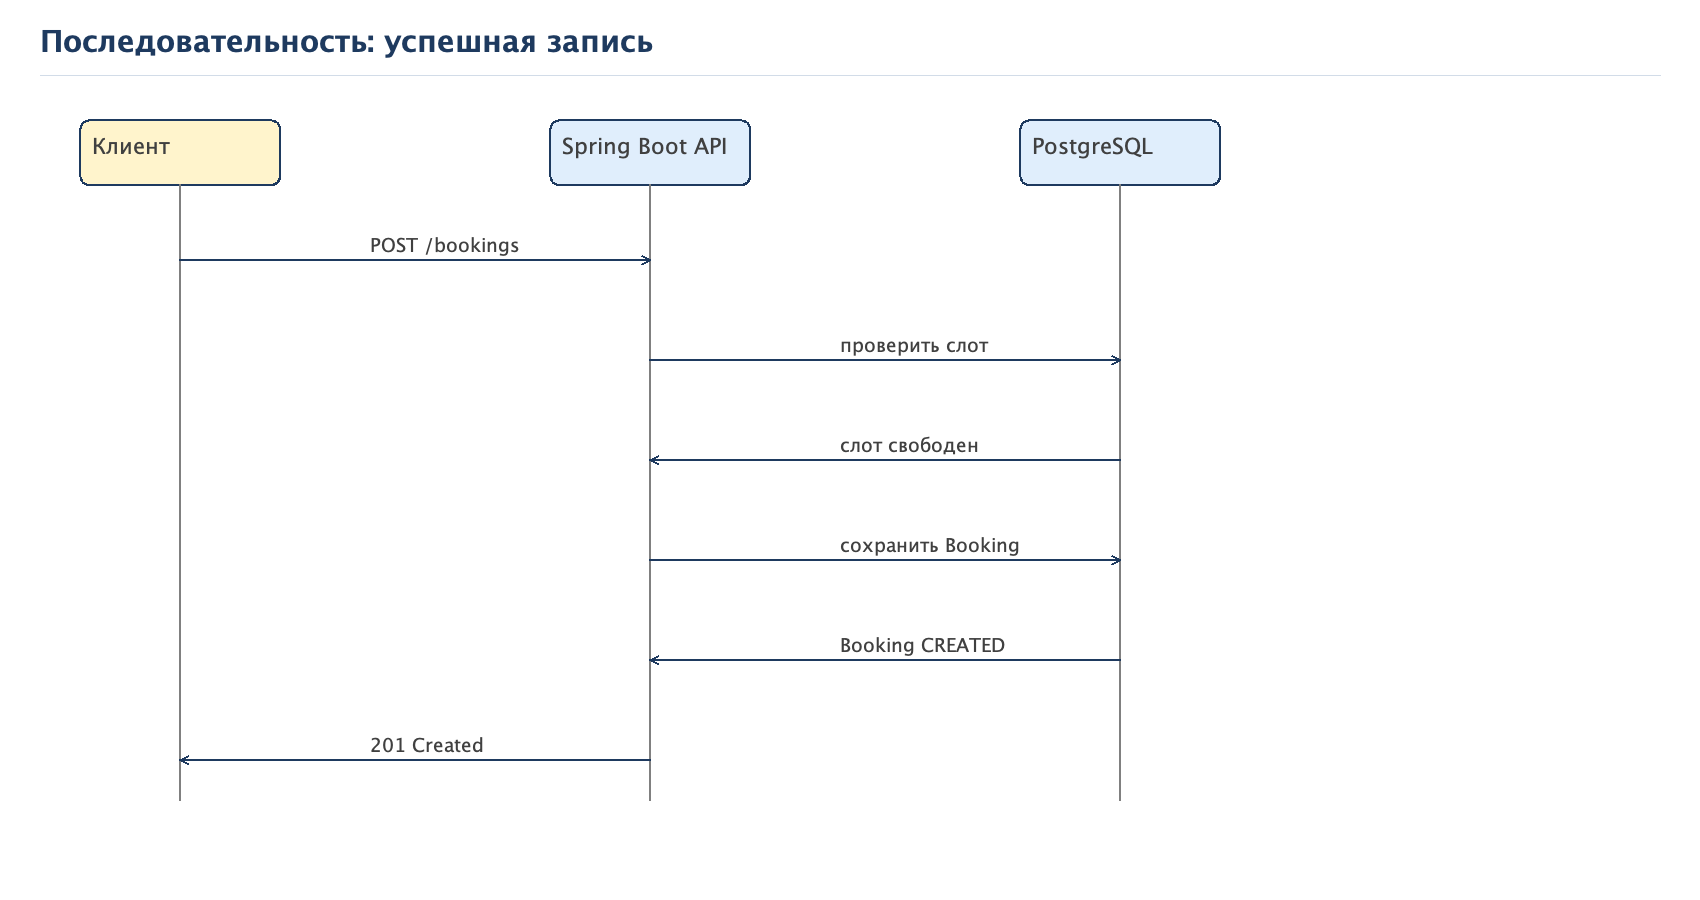 Последовательность: успешная запись
Клиент
Spring Boot API
PostgreSQL
POST /bookings
проверить слот
слот свободен
сохранить Booking
Booking CREATED
201 Created